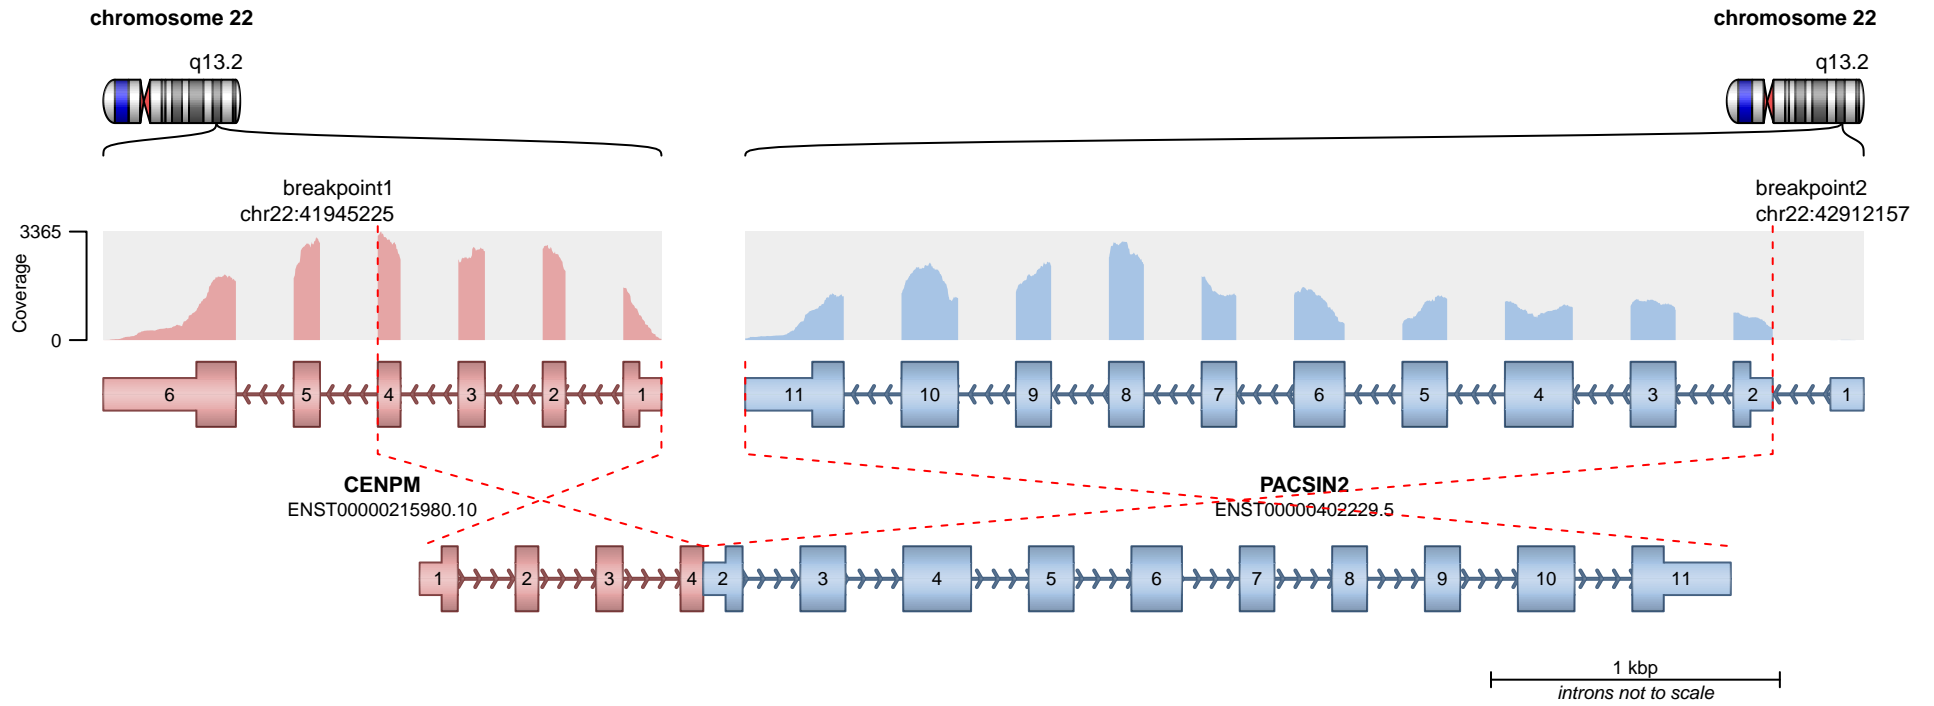 chromosome 22
chromosome 22
q13.2
q13.2
breakpoint1
chr22:41945225
breakpoint2
chr22:42912157
3365
Coverage
0
6 5 4 3 2 1
11 10 9 8 7 6 5 4 3 2 1
CENPM
ENST00000215980.10
PACSIN2
ENST00000402229.5
1 2 3 4 2 3 4 5 6 7 8 9 10 11
1 kbp
introns not to scale